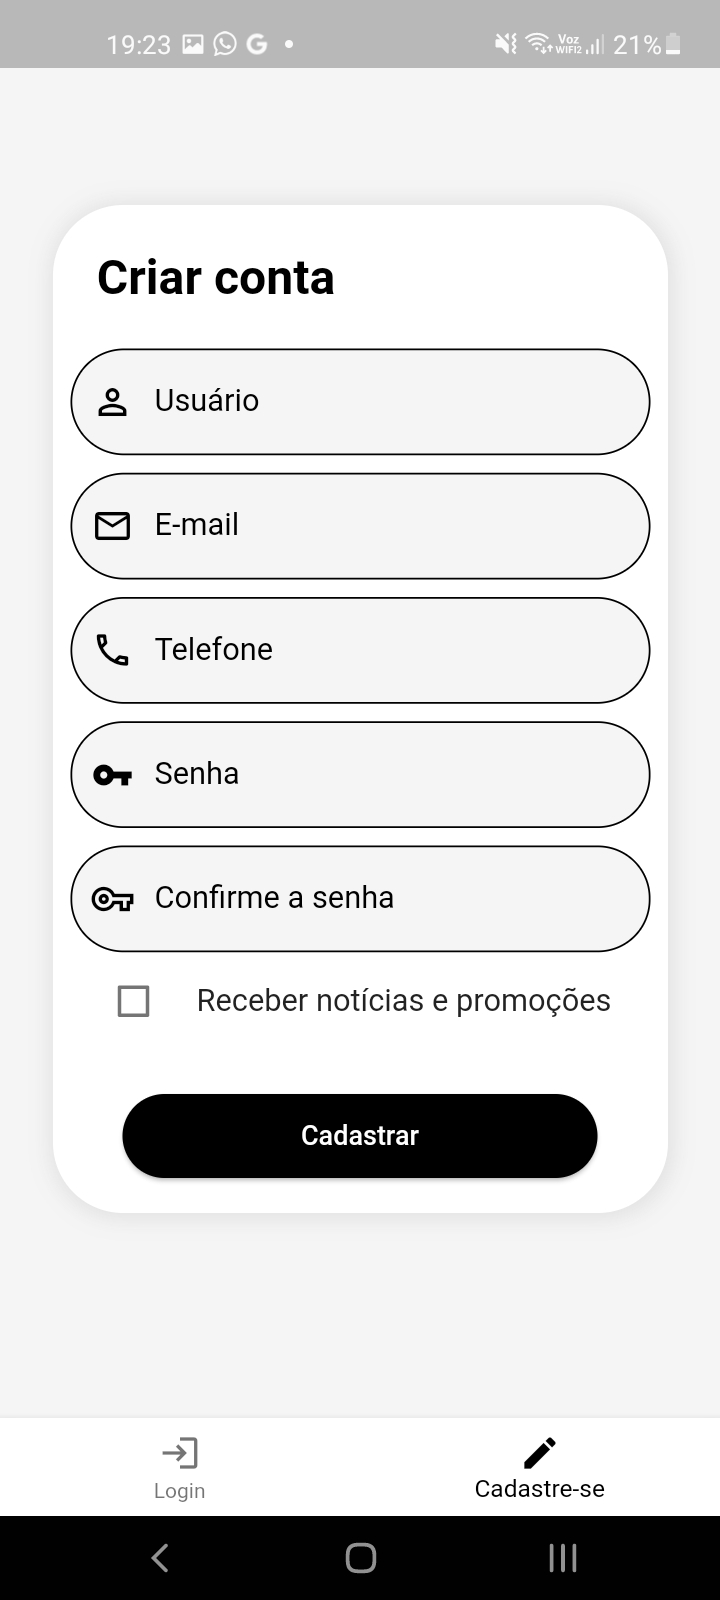 19:23 Voz WIFI2 21%
Criar conta
Usuário
E-mail
Telefone
Senha
Confirme a senha
Receber notícias e promoções
Cadastrar
Login Cadastre-se